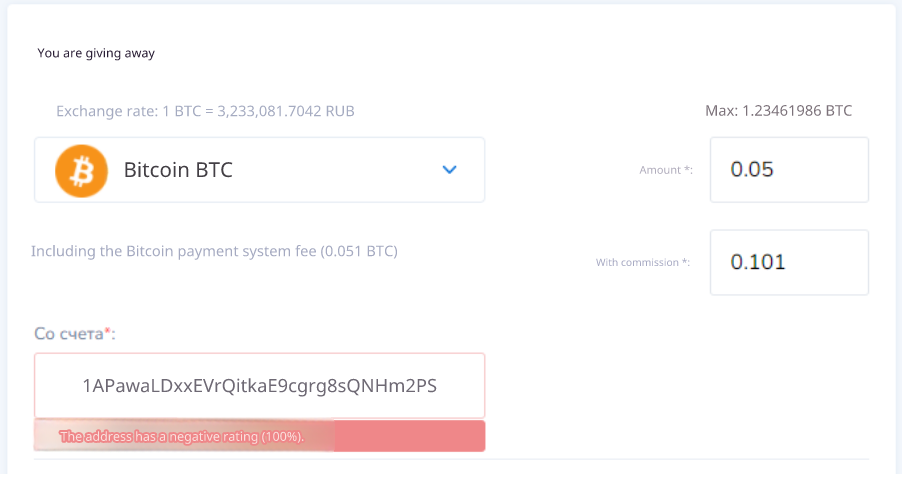 You are giving away
Exchange rate: 1 BTC = 3,233,081.7042 RUB
Max: 1.23461986 BTC
Bitcoin BTC
Amount *:
0.05
Including the Bitcoin payment system fee (0.051 BTC)
With commission *:
0.101
Со счета*:
1APawaLDxxEVrQitkaE9cgrg8sQNHm2PS
The address has a negative rating (100%).